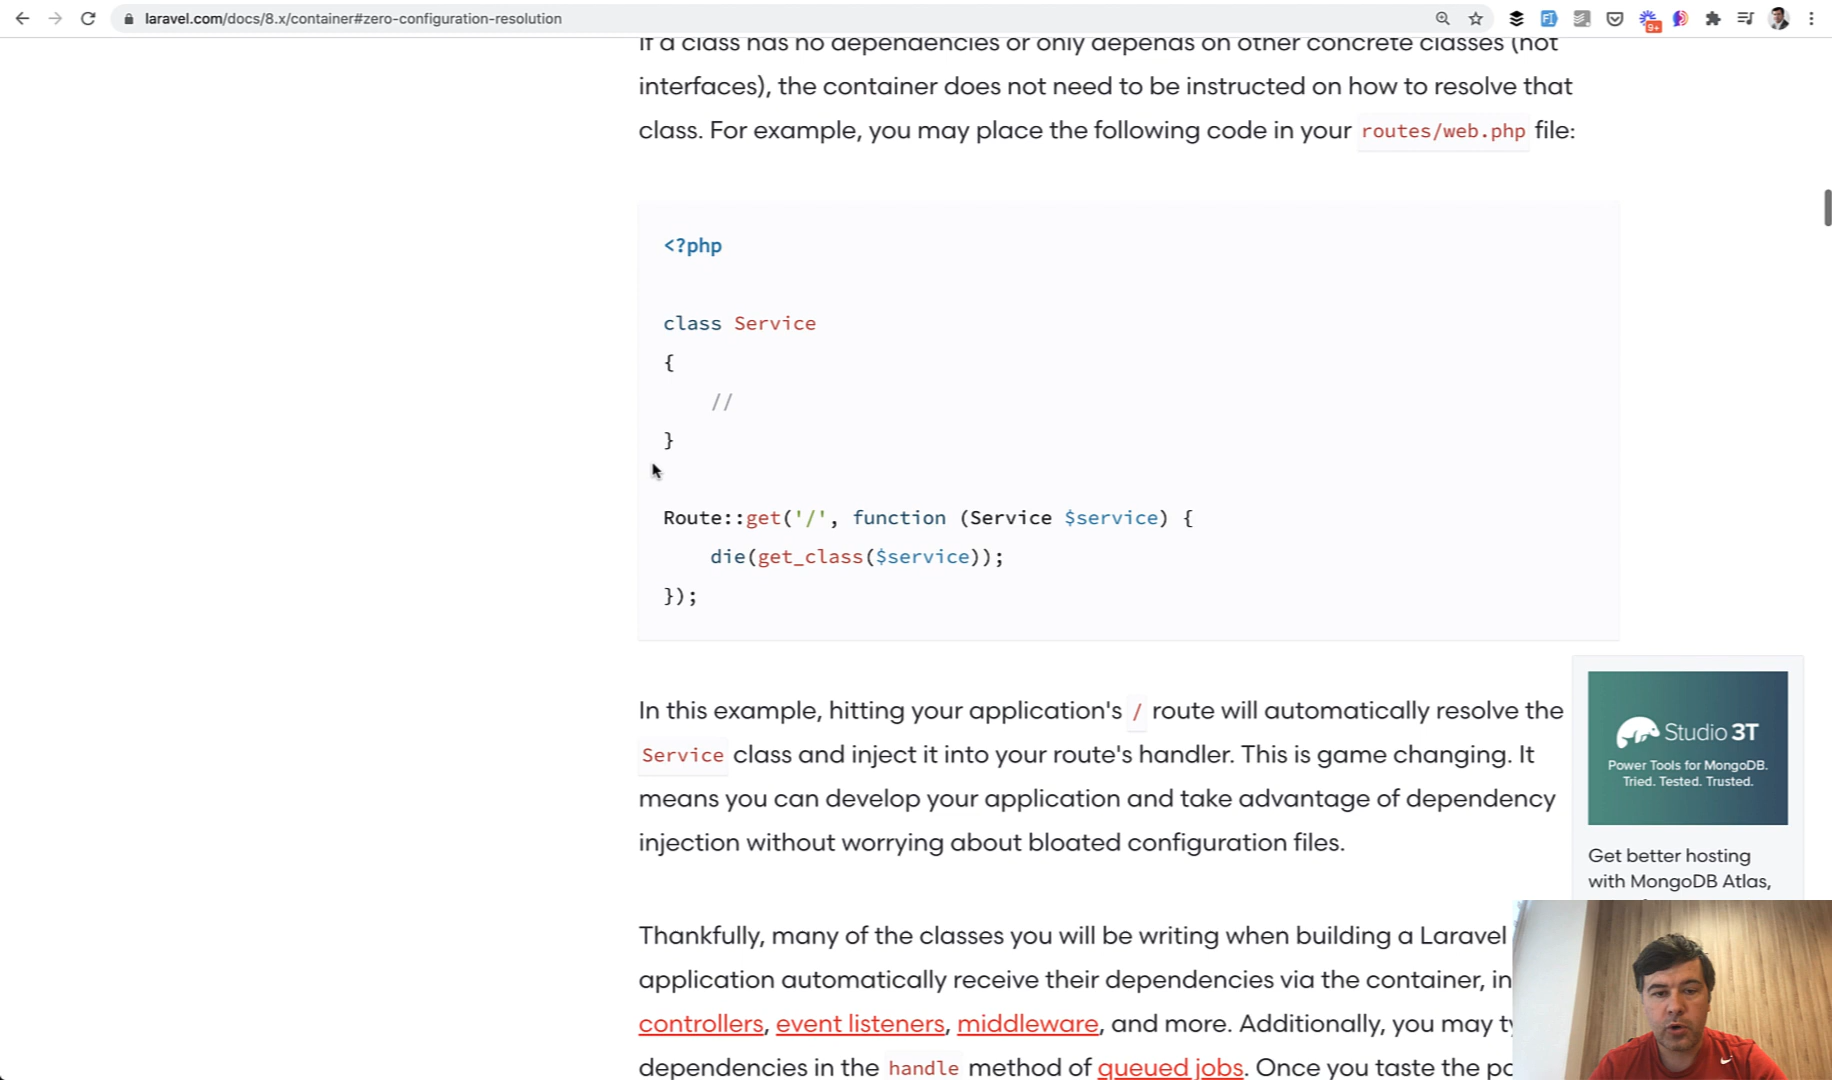 laravel.com/docs/8.x/container#zero-configuration-resolution
9+
If a class has no dependencies or only depends on other concrete classes (not
interfaces), the container does not need to be instructed on how to resolve that
class. For example, you may place the following code in your routes/web.php file:
<?php
class Service
{
//
}
Route::get('/', function (Service $service) {
die(get_class($service));
});
In this example, hitting your application's / route will automatically resolve the
Service class and inject it into your route's handler. This is game changing. It
means you can develop your application and take advantage of dependency
injection without worrying about bloated configuration files.
Studio 3T
Power Tools for MongoDB.
Tried. Tested. Trusted.
Get better hosting
with MongoDB Atlas,
Thankfully, many of the classes you will be writing when building a Laravel
application automatically receive their dependencies via the container, in
controllers, event listeners, middleware, and more. Additionally, you may ty
dependencies in the handle method of queued jobs. Once you taste the po